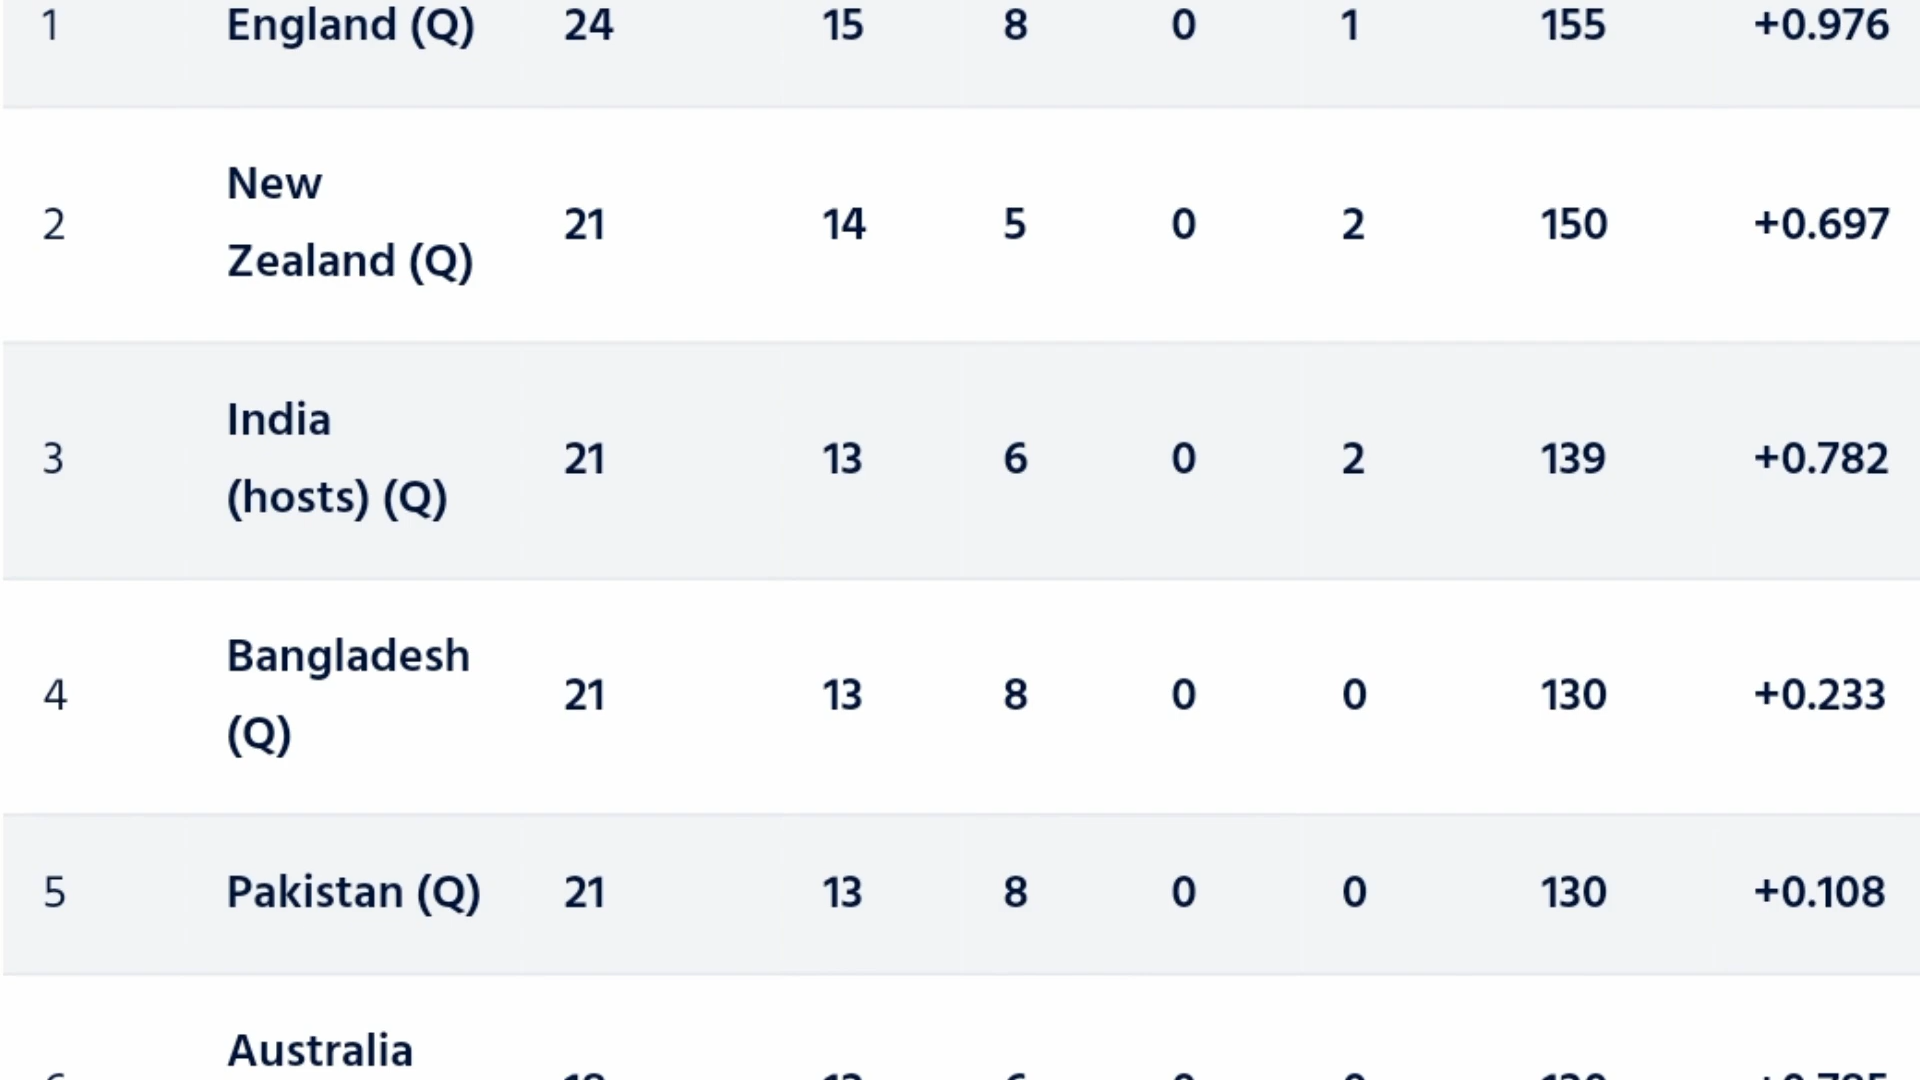 1 England (Q) 24 15 8 0 1 155 +0.976
New
2 21 14 5 0 2 150 +0.697
Zealand (Q)
India
3 21 13 6 0 2 139 +0.782
(hosts) (Q)
Bangladesh
4 21 13 8 0 0 130 +0.233
(Q)
5 Pakistan (Q) 21 13 8 0 0 130 +0.108
Australia